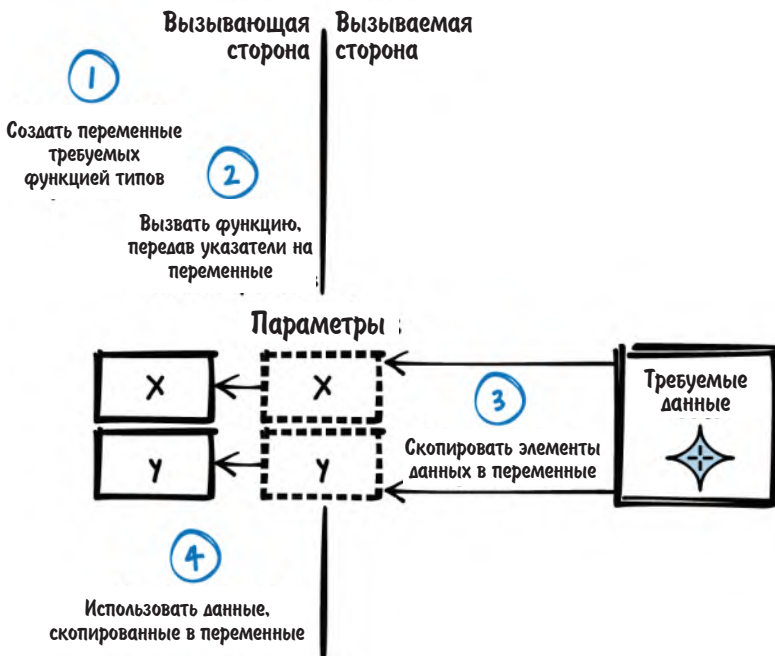 Вызывающая
сторона
Вызываемая
сторона
1
Создать переменные
требуемых
функцией типов
2
Вызвать функцию,
передав указатели на
переменные
Параметры
X
X
3
Требуемые
данные
Скопировать элементы
данных в переменные
y
y
4
Использовать данные,
скопированные в переменные